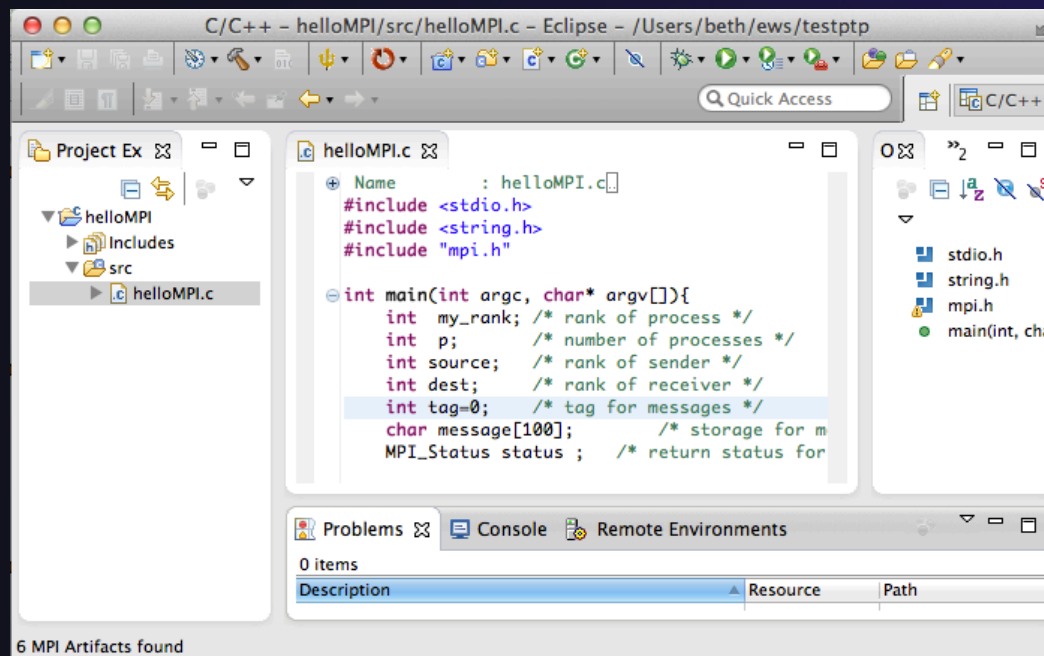 C/C++ - helloMPI/src/helloMPI.c - Eclipse - /Users/beth/ews/testptp
Quick Access
C/C++
Project Ex
helloMPI
Includes
src
helloMPI.c
helloMPI.c
Name : helloMPI.c
#include <stdio.h>
#include <string.h>
#include "mpi.h"
int main(int argc, char* argv[]){
int my_rank; /* rank of process */
int p; /* number of processes */
int source; /* rank of sender */
int dest; /* rank of receiver */
int tag=0; /* tag for messages */
char message[100]; /* storage for m
MPI_Status status ; /* return status for
O
»2
stdio.h
string.h
mpi.h
main(int, cha
Problems
Console
Remote Environments
0 items
Description Resource Path
6 MPI Artifacts found